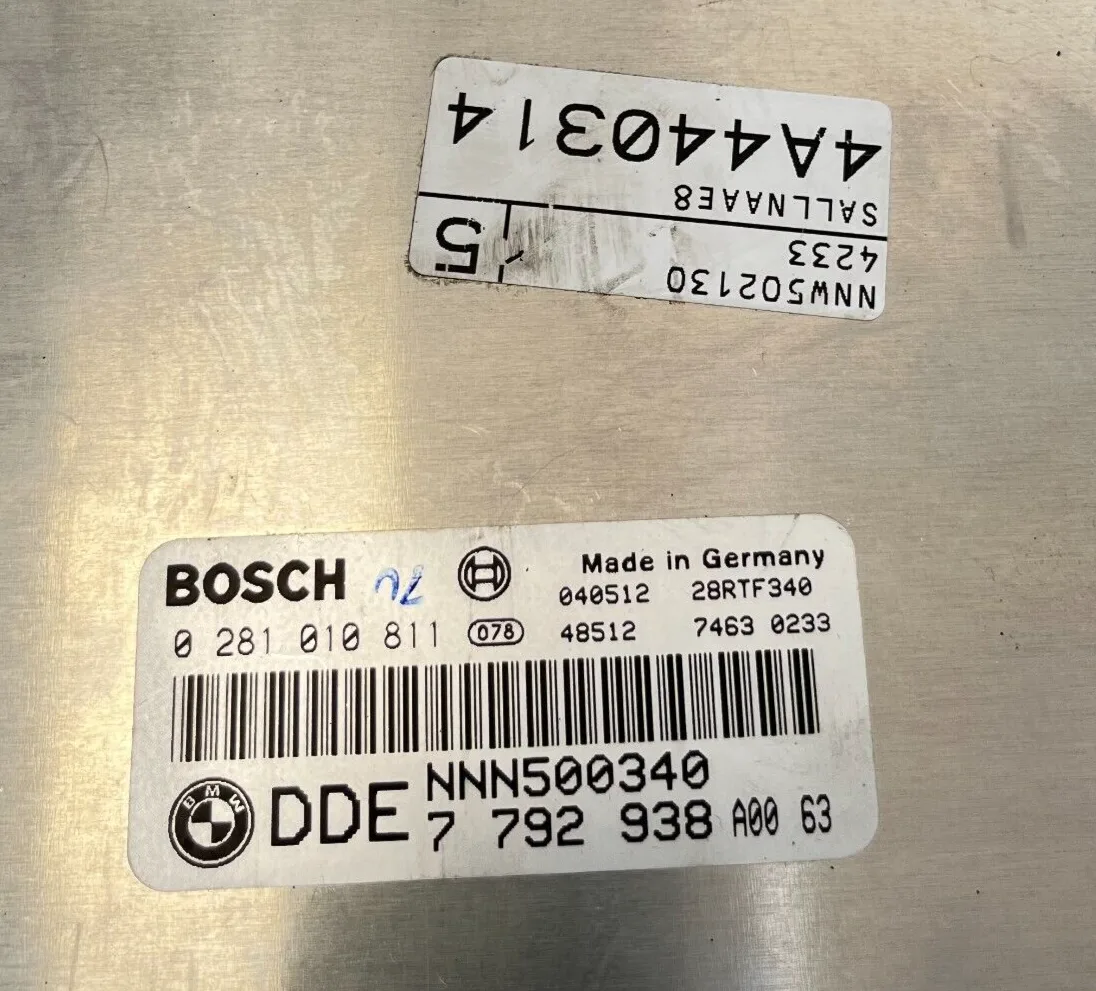 4A440314
SALLNAAE8
4233
NNW502130
5
BOSCH
Made in Germany
040512 28RTF340
0 281 010 811 078 48512 7463 0233
BMW
DDE NNN500340
7 792 938 A00 63